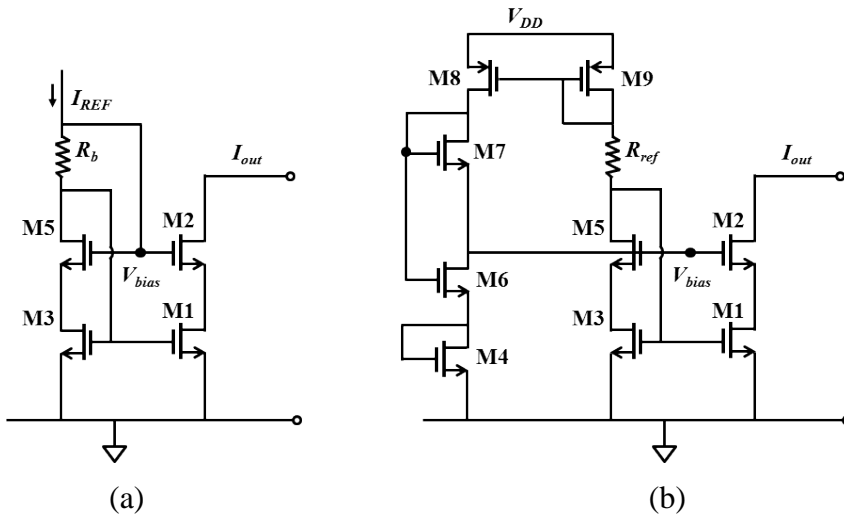 I_REF
R_b
I_out
M5
M2
V_bias
M3
M1
(a)
V_DD
M8
M9
M7
R_ref
I_out
M5
M2
M6
V_bias
M3
M1
M4
(b)